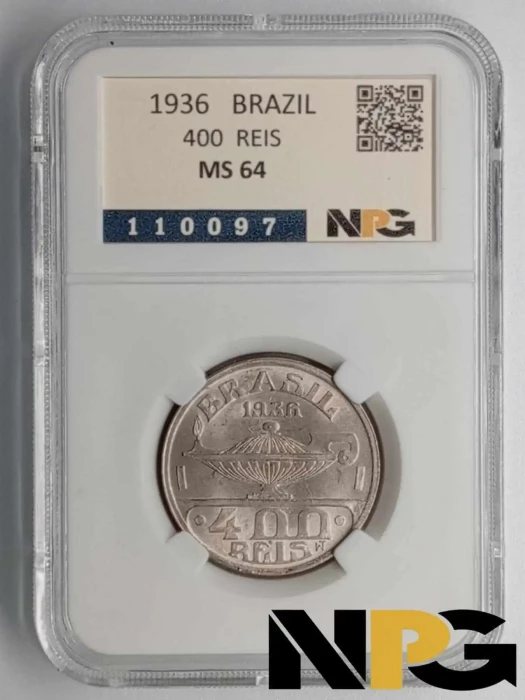 1936 BRAZIL
400 REIS
MS 64
110097
NPG
BRASIL
1936
400
REIS
NPG